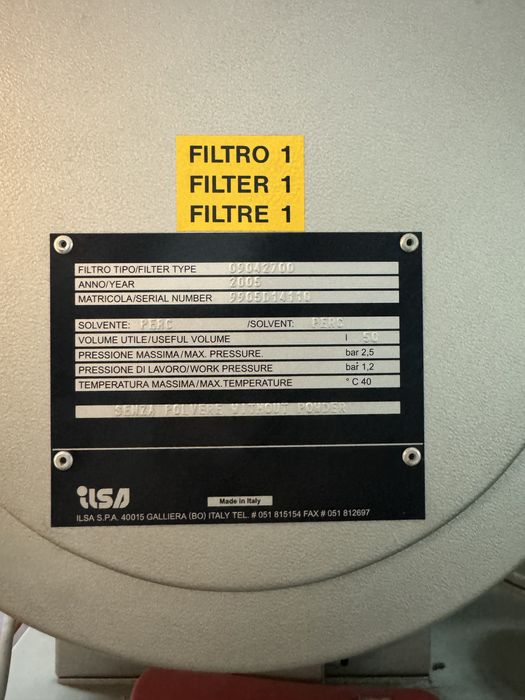 FILTRO 1
FILTER 1
FILTRE 1
FILTRO TIPO/FILTER TYPE 09042700
ANNO/YEAR 2005
MATRICOLA/SERIAL NUMBER
SOLVENTE: PERC /SOLVENT: PERC
VOLUME UTILE/USEFUL VOLUME l 50
PRESSIONE MASSIMA/MAX. PRESSURE. bar 2,5
PRESSIONE DI LAVORO/WORK PRESSURE bar 1,2
TEMPERATURA MASSIMA/MAX.TEMPERATURE °C 40
SENZA POLVERE WITHOUT POWDER
ilsa
Made in Italy
ILSA S.P.A. 40015 GALLIERA (BO) ITALY TEL. # 051 815154 FAX # 051 812697